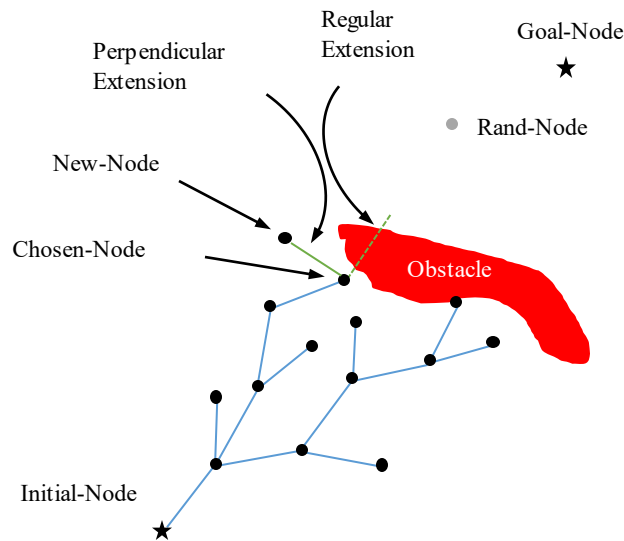 Regular
Extension
Goal-Node
Perpendicular
Extension
Rand-Node
New-Node
Chosen-Node
Obstacle
Initial-Node